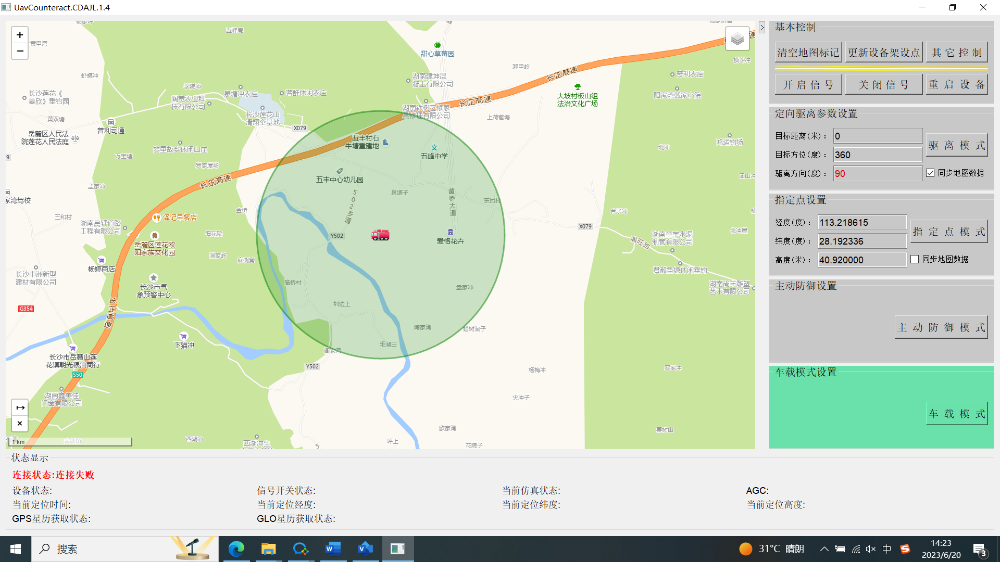 UavCounteract.CDAJL.1.4
五峰庵
上黄甲湾
甜心草莓园
虾蟆冲
学院冲
泉塘冲农庄
茗鲜休闲农庄
湖南建坤混
凝土有限公司
卸甲岭
长芷高速
横斗冲
奇利农庄
阳家湾戴家小院
大坡村板山组
法治文化广场
长沙莲花《
姜欣》垂钓园
阎宽农业科
技有限公司
长沙莲花山
滑翔伞基地
湖南铁树艺修家
具修理有限公司
长芷高速
上荷苞塘
黄双塘
普利司通
X079
岳麓区人民法
院莲花人民法庭
五丰村石
牛塘重建地
五峰中学
北冲
鸿运钓场
梦里故乡休闲山庄
万宝塘
罗家屋场
长芷高速
五丰中心幼儿园
团山冲
孟家冲
家湾驾校
502乡道
泉塘子
黄桥大道
东团村
三和村
泽记早餐店
金桥
合子冲
湖南晨轩道路
工程有限公司
细花院
Y502
爱格花卉
X079
浦旺路
湖南童宇水泥
制管有限公司
北冲屋
岳麓区莲花欧
阳家族文化园
洞家岭
麻侧窝
杨婷商店
君毅鱼塘休闲垂钓
长沙中洲新型
建材有限公司
长沙市气
象预警中心
高桥村
盘家冲
湖南尚丰雕塑
艺术有限公司
G354
长芷高速
圳边上
陶家湾
蜡树涧子
下猫冲
毛湖田
阎家湾
长沙市岳麓山莲
花镇朝光粮油商行
S50
Y502
杨梅冲
罗家冲
湖南鑫美佳
门窗有限公司
尖冲子
欧家湾
栗树山
1 km
大塘角
西湖冲
西湖冲生
坪上
花院子
基本控制
清空地图标记
更新设备架设点
其它控制
开启信号
关闭信号
重启设备
定向驱离参数设置
目标距离(米): 0
目标方位(度): 360
驱离方向(度): 90
驱离模式
同步地图数据
指定点设置
经度(度): 113.218615
纬度(度): 28.192336
高度(米): 40.920000
指定点模式
同步地图数据
主动防御设置
主动防御模式
车载模式设置
车载模式
状态显示
连接状态:连接失败
设备状态: 信号开关状态: 当前仿真状态: AGC:
当前定位时间: 当前定位经度: 当前定位纬度: 当前定位高度:
GPS星历获取状态: GLO星历获取状态:
搜索
31°C 晴朗
中
14:23
2023/6/20
3